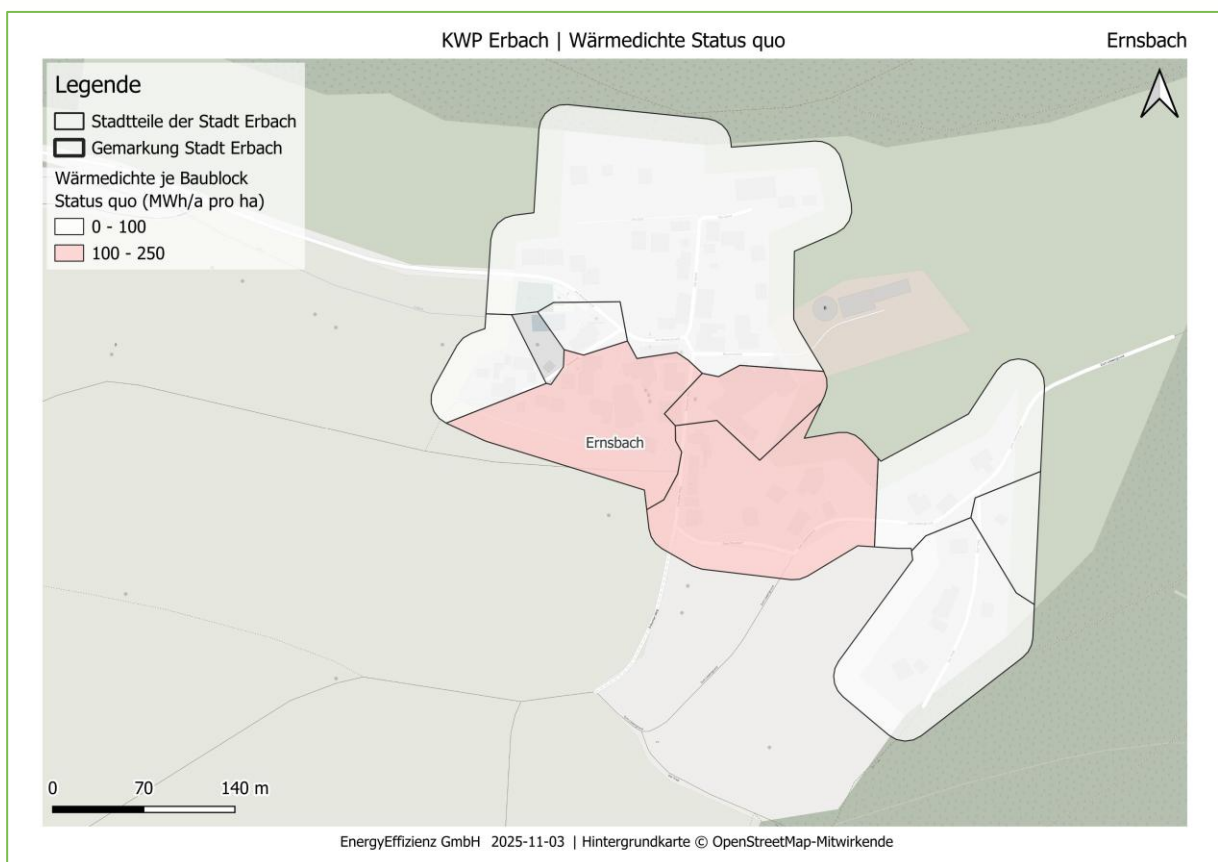 KWP Erbach | Wärmedichte Status quo
Ernsbach
Legende
Stadtteile der Stadt Erbach
Gemarkung Stadt Erbach
Wärmedichte je Baublock
Status quo (MWh/a pro ha)
0 - 100
100 - 250
Ernsbach
0 70 140 m
EnergyEffizienz GmbH 2025-11-03 | Hintergrundkarte © OpenStreetMap-Mitwirkende